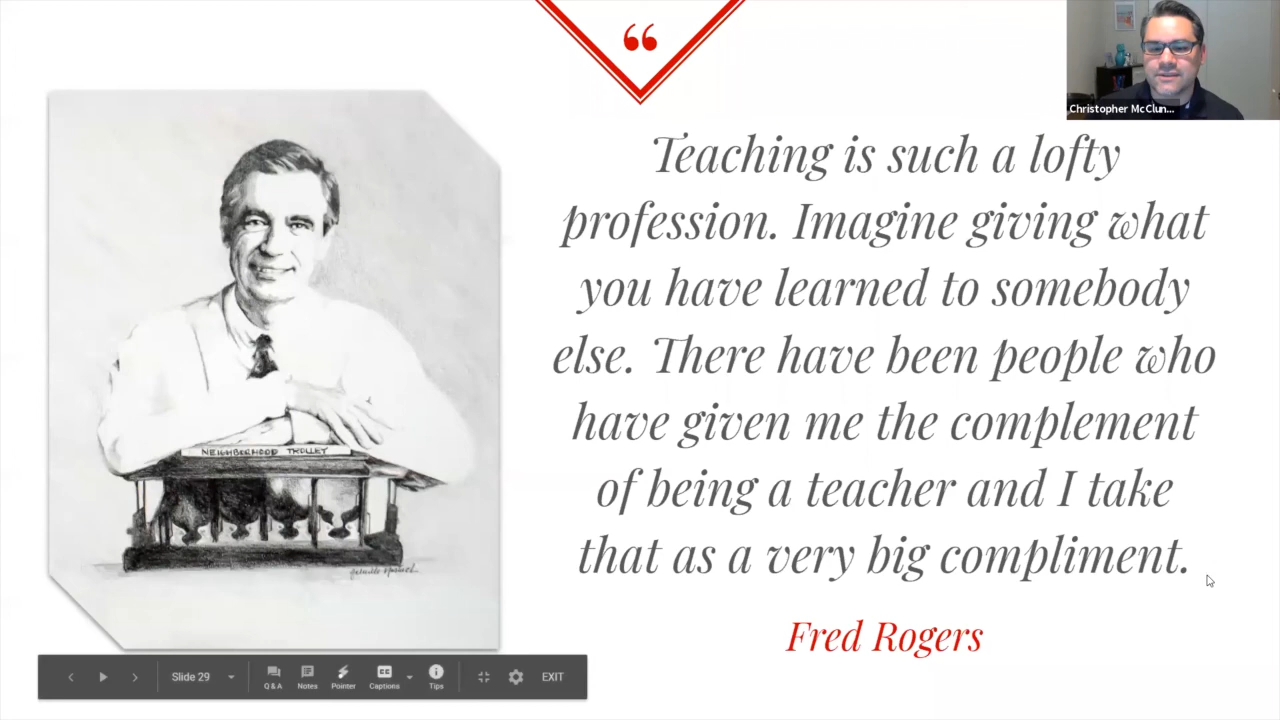 “
Christopher McClun...
Teaching is such a lofty
profession. Imagine giving what
you have learned to somebody
else. There have been people who
have given me the complement
of being a teacher and I take
that as a very big compliment.
Fred Rogers
NEIGHBORHOOD TROLLEY
Slide 29
Q & A
Notes
Pointer
CC
Captions
Tips
EXIT